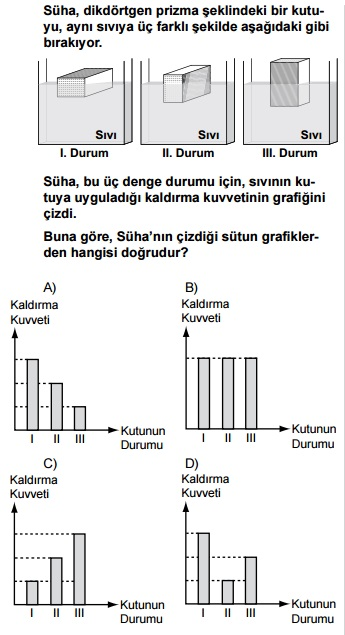 Süha, dikdörtgen prizma şeklindeki bir kutu-
yu, aynı sıvıya üç farklı şekilde aşağıdaki gibi
bırakıyor.
SIVI SIVI SIVI
I. Durum II. Durum III. Durum
Süha, bu üç denge durumu için, sıvının ku-
tuya uyguladığı kaldırma kuvvetinin grafiğini
çizdi.
Buna göre, Süha’nın çizdiği sütun grafikler-
den hangisi doğrudur?
A)
Kaldırma
Kuvveti
I II III
Kutunun
Durumu
B)
Kaldırma
Kuvveti
I II III
Kutunun
Durumu
C)
Kaldırma
Kuvveti
I II III
Kutunun
Durumu
D)
Kaldırma
Kuvveti
I II III
Kutunun
Durumu